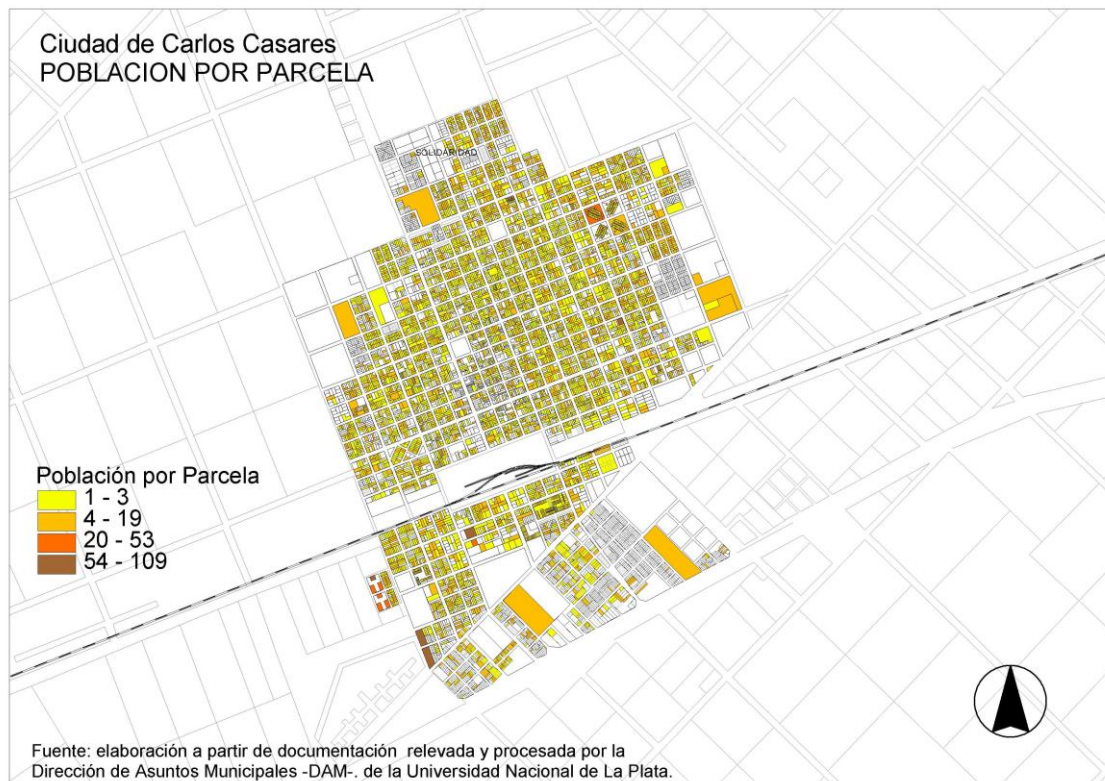 Ciudad de Carlos Casares
POBLACION POR PARCELA
SOLIDARIDAD
Población por Parcela
1 - 3
4 - 19
20 - 53
54 - 109
Fuente: elaboración a partir de documentación relevada y procesada por la
Dirección de Asuntos Municipales -DAM-. de la Universidad Nacional de La Plata.